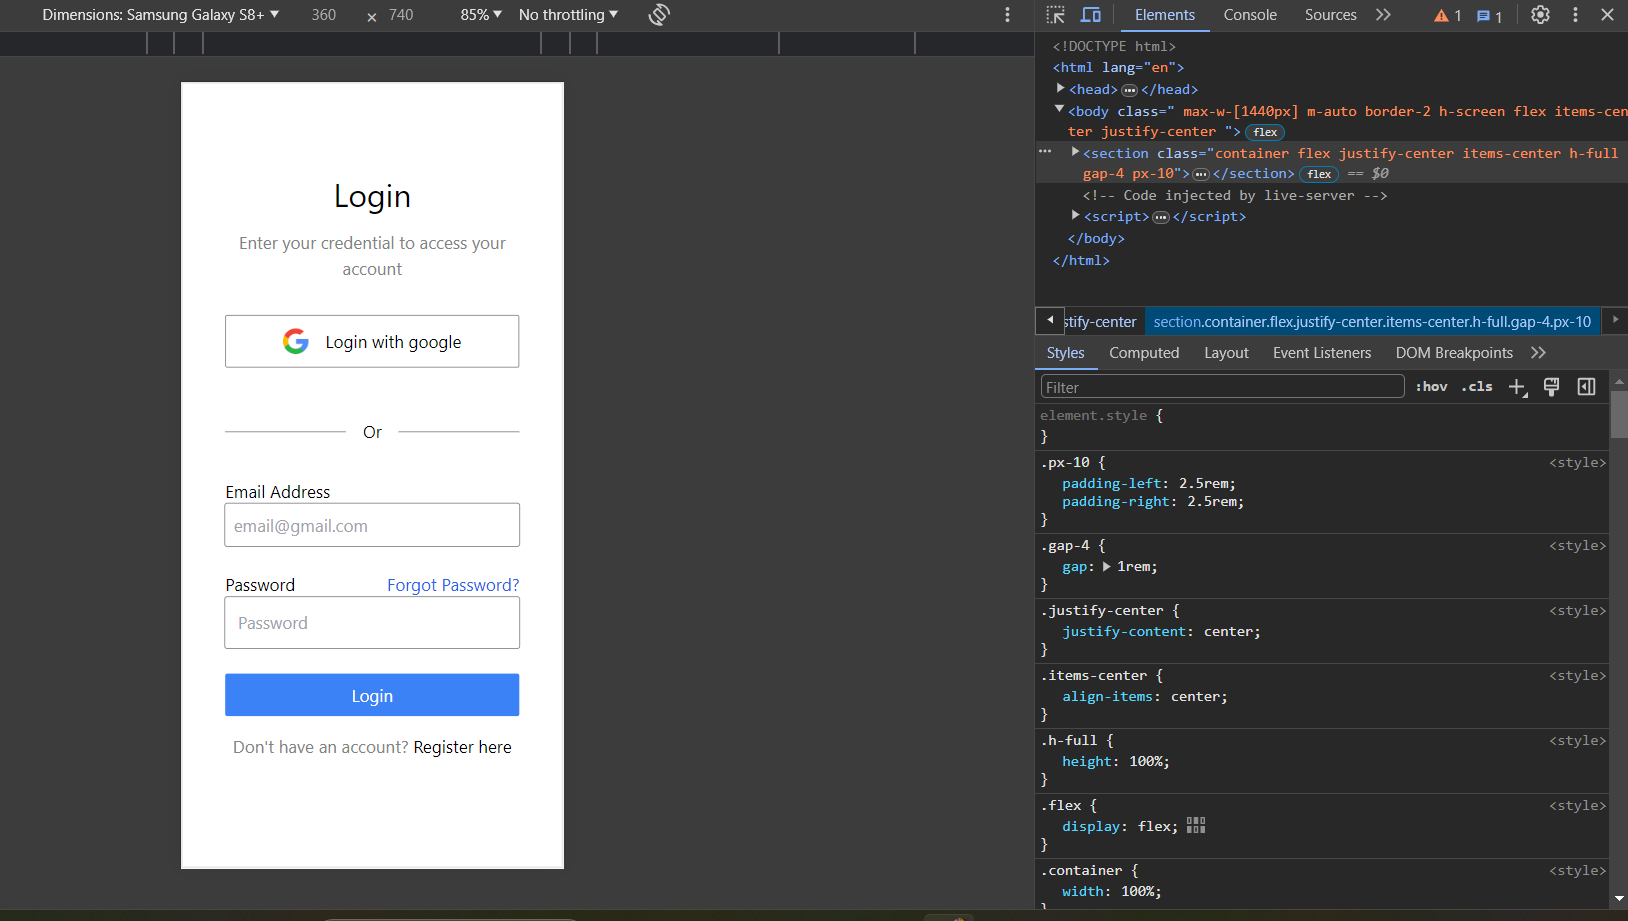 Dimensions: Samsung Galaxy S8+ 360 × 740 85% No throttling
Login
Enter your credential to access your
account
Login with google
Or
Email Address
email@gmail.com
Password Forgot Password?
Password
Login
Don't have an account? Register here
Elements Console Sources 1 1
<!DOCTYPE html>
<html lang="en">
<head>…</head>
<body class=" max-w-[1440px] m-auto border-2 h-screen flex items-cen
ter justify-center "> flex
<section class="container flex justify-center items-center h-full
gap-4 px-10">…</section> flex == $0
<!-- Code injected by live-server -->
<script>…</script>
</body>
</html>
stify-center section.container.flex.justify-center.items-center.h-full.gap-4.px-10
Styles Computed Layout Event Listeners DOM Breakpoints
Filter :hov .cls
element.style {
}
.px-10 { <style>
padding-left: 2.5rem;
padding-right: 2.5rem;
}
.gap-4 { <style>
gap: 1rem;
}
.justify-center { <style>
justify-content: center;
}
.items-center { <style>
align-items: center;
}
.h-full { <style>
height: 100%;
}
.flex { <style>
display: flex;
}
.container { <style>
width: 100%;
}